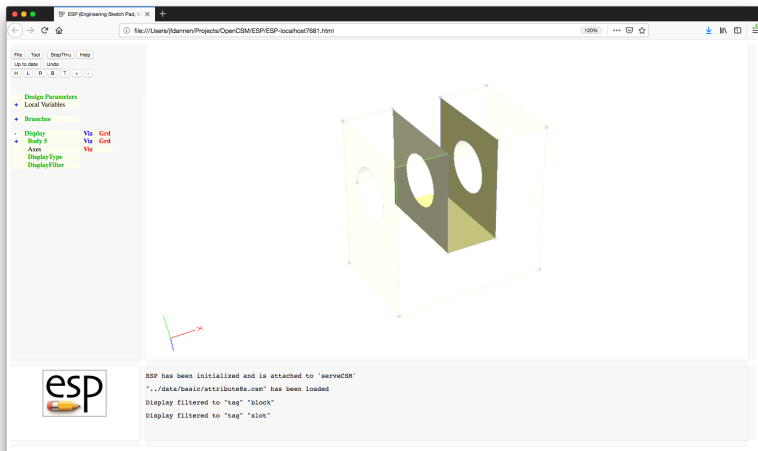 ESP (Engineering Sketch Pad, V
file:///Users/jfdannen/Projects/OpenCSM/ESP/ESP-localhost7681.html
120%
File Tool StepThru Help
Up to date Undo
H L R B T + -
Design Parameters
+ Local Variables
+ Branches
- Display Viz Grd
+ Body 5 Viz Grd
Axes Viz
DisplayType
DisplayFilter
X
esp
ESP has been initialized and is attached to 'serveCSM'
"../data/basic/attribute8a.csm" has been loaded
Display filtered to "tag" "block"
Display filtered to "tag" "slot"